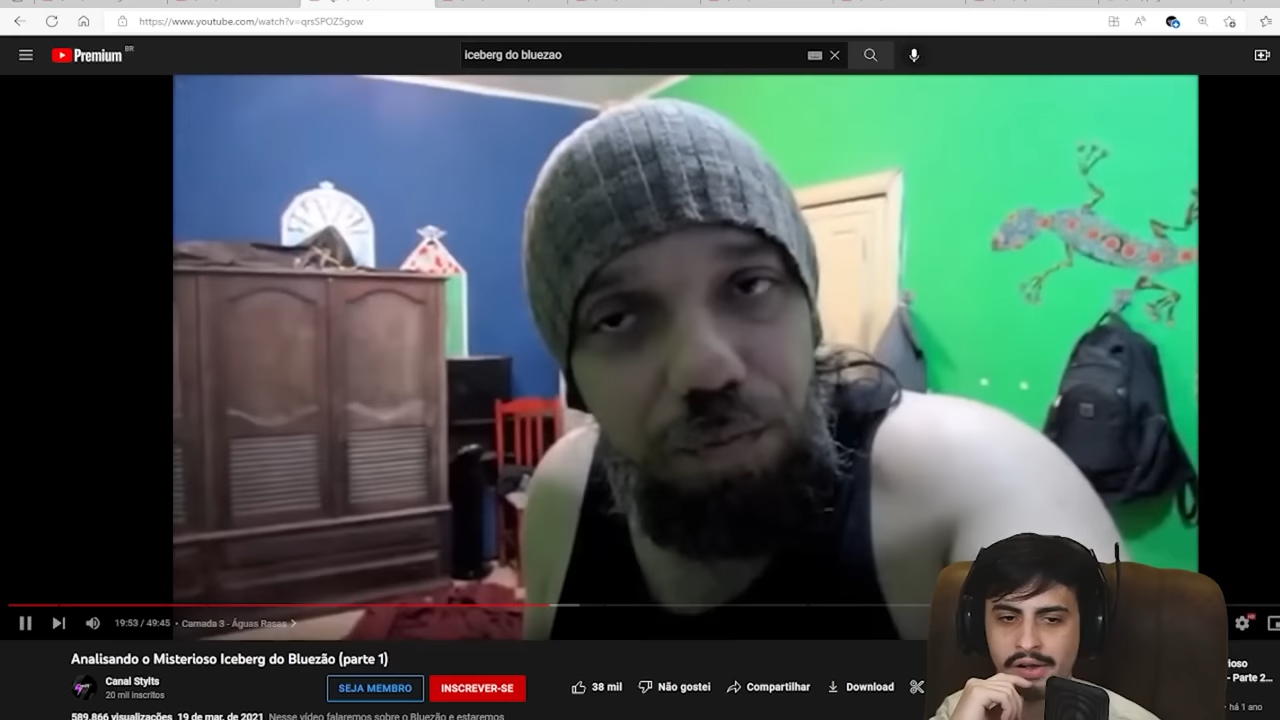 https://www.youtube.com/watch?v=qrsSPOZ5gow
Premium BR
iceberg do bluezao
19:53 / 49:45 • Camada 3 - Águas Rasas
Analisando o Misterioso Iceberg do Bluezão (parte 1)
Canal Stylts
20 mil inscritos
SEJA MEMBRO
INSCREVER-SE
38 mil
Não gostei
Compartilhar
Download
- Parte 2...
há 1 ano
589.866 visualizações 19 de mar. de 2021 Nesse vídeo falaremos sobre o Bluezão e estaremos